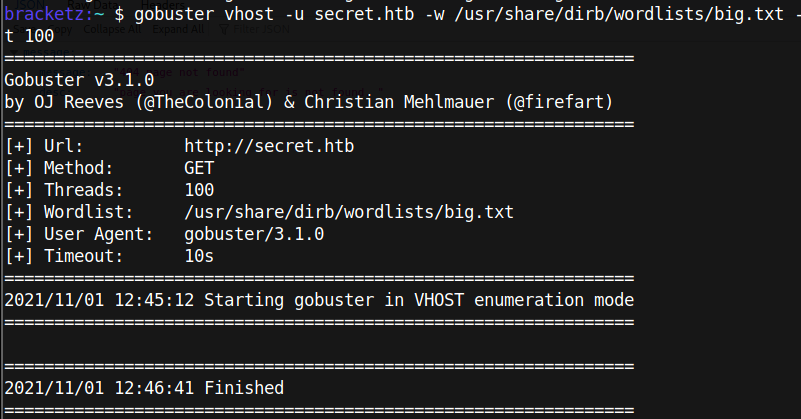 bracketz:~ $ gobuster vhost -u secret.htb -w /usr/share/dirb/wordlists/big.txt -
t 100
===============================================================
Gobuster v3.1.0
by OJ Reeves (@TheColonial) & Christian Mehlmauer (@firefart)
===============================================================
[+] Url:          http://secret.htb
[+] Method:       GET
[+] Threads:      100
[+] Wordlist:     /usr/share/dirb/wordlists/big.txt
[+] User Agent:   gobuster/3.1.0
[+] Timeout:      10s
===============================================================
2021/11/01 12:45:12 Starting gobuster in VHOST enumeration mode
===============================================================

===============================================================
2021/11/01 12:46:41 Finished
===============================================================